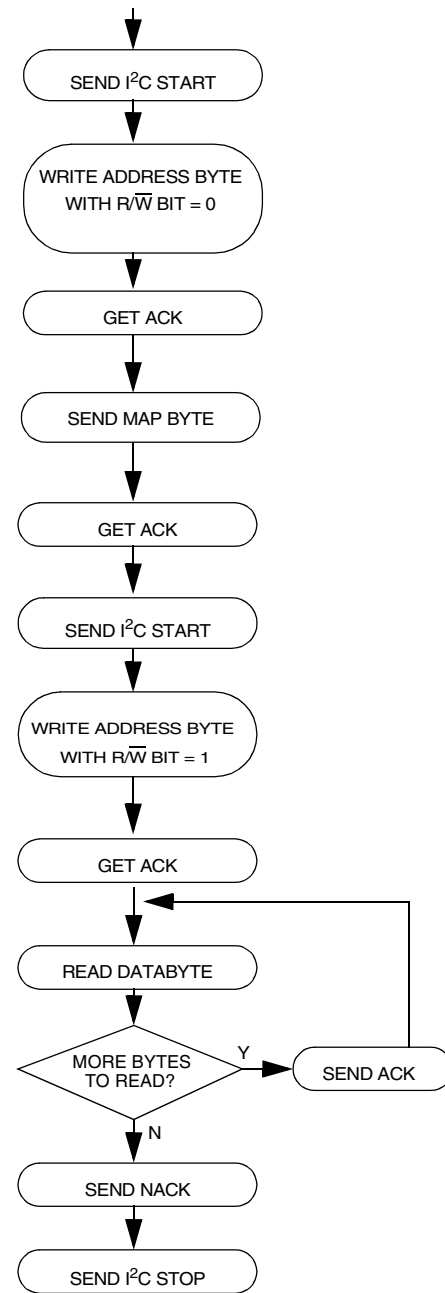 SEND I²C START
WRITE ADDRESS BYTE
WITH R/W̅ BIT = 0
GET ACK
SEND MAP BYTE
GET ACK
SEND I²C START
WRITE ADDRESS BYTE
WITH R/W̅ BIT = 1
GET ACK
READ DATABYTE
MORE BYTES
TO READ?
Y
SEND ACK
N
SEND NACK
SEND I²C STOP